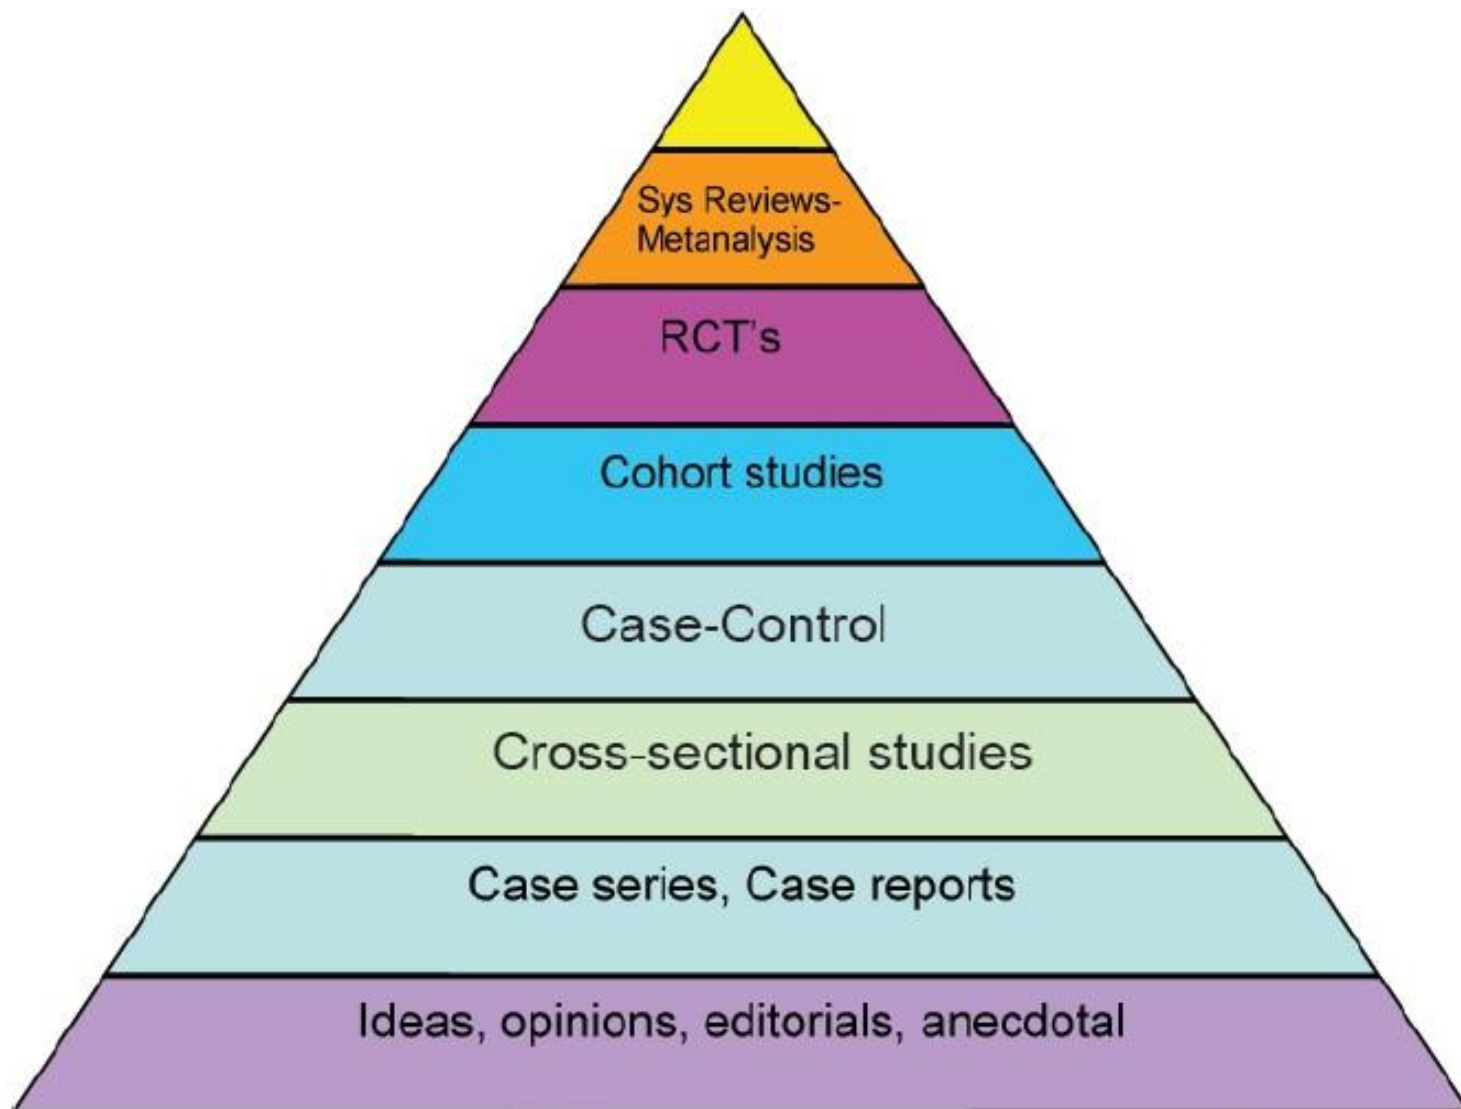 Sys Reviews-
Metanalysis
RCT's
Cohort studies
Case-Control
Cross-sectional studies
Case series, Case reports
Ideas, opinions, editorials, anecdotal